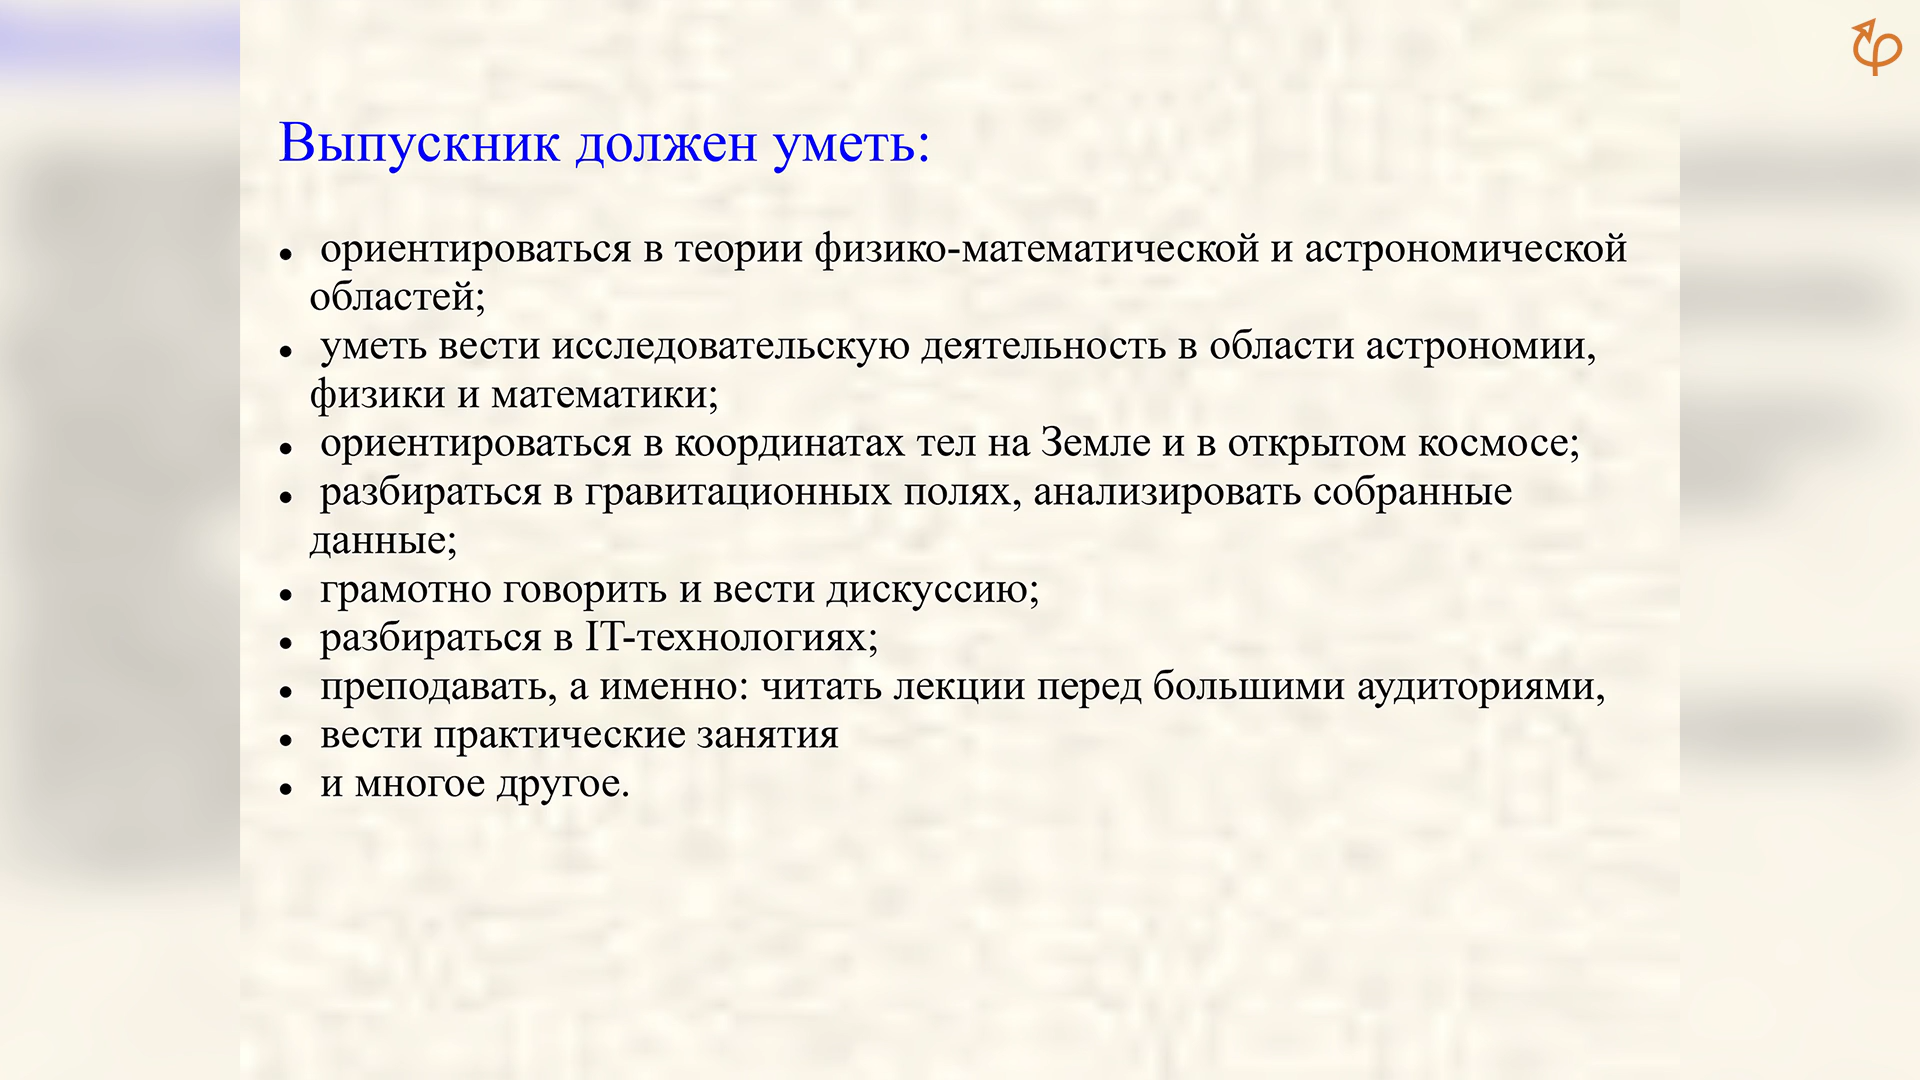 Выпускник должен уметь:
• ориентироваться в теории физико-математической и астрономической
областей;
• уметь вести исследовательскую деятельность в области астрономии,
физики и математики;
• ориентироваться в координатах тел на Земле и в открытом космосе;
• разбираться в гравитационных полях, анализировать собранные
данные;
• грамотно говорить и вести дискуссию;
• разбираться в IT-технологиях;
• преподавать, а именно: читать лекции перед большими аудиториями,
• вести практические занятия
• и многое другое.